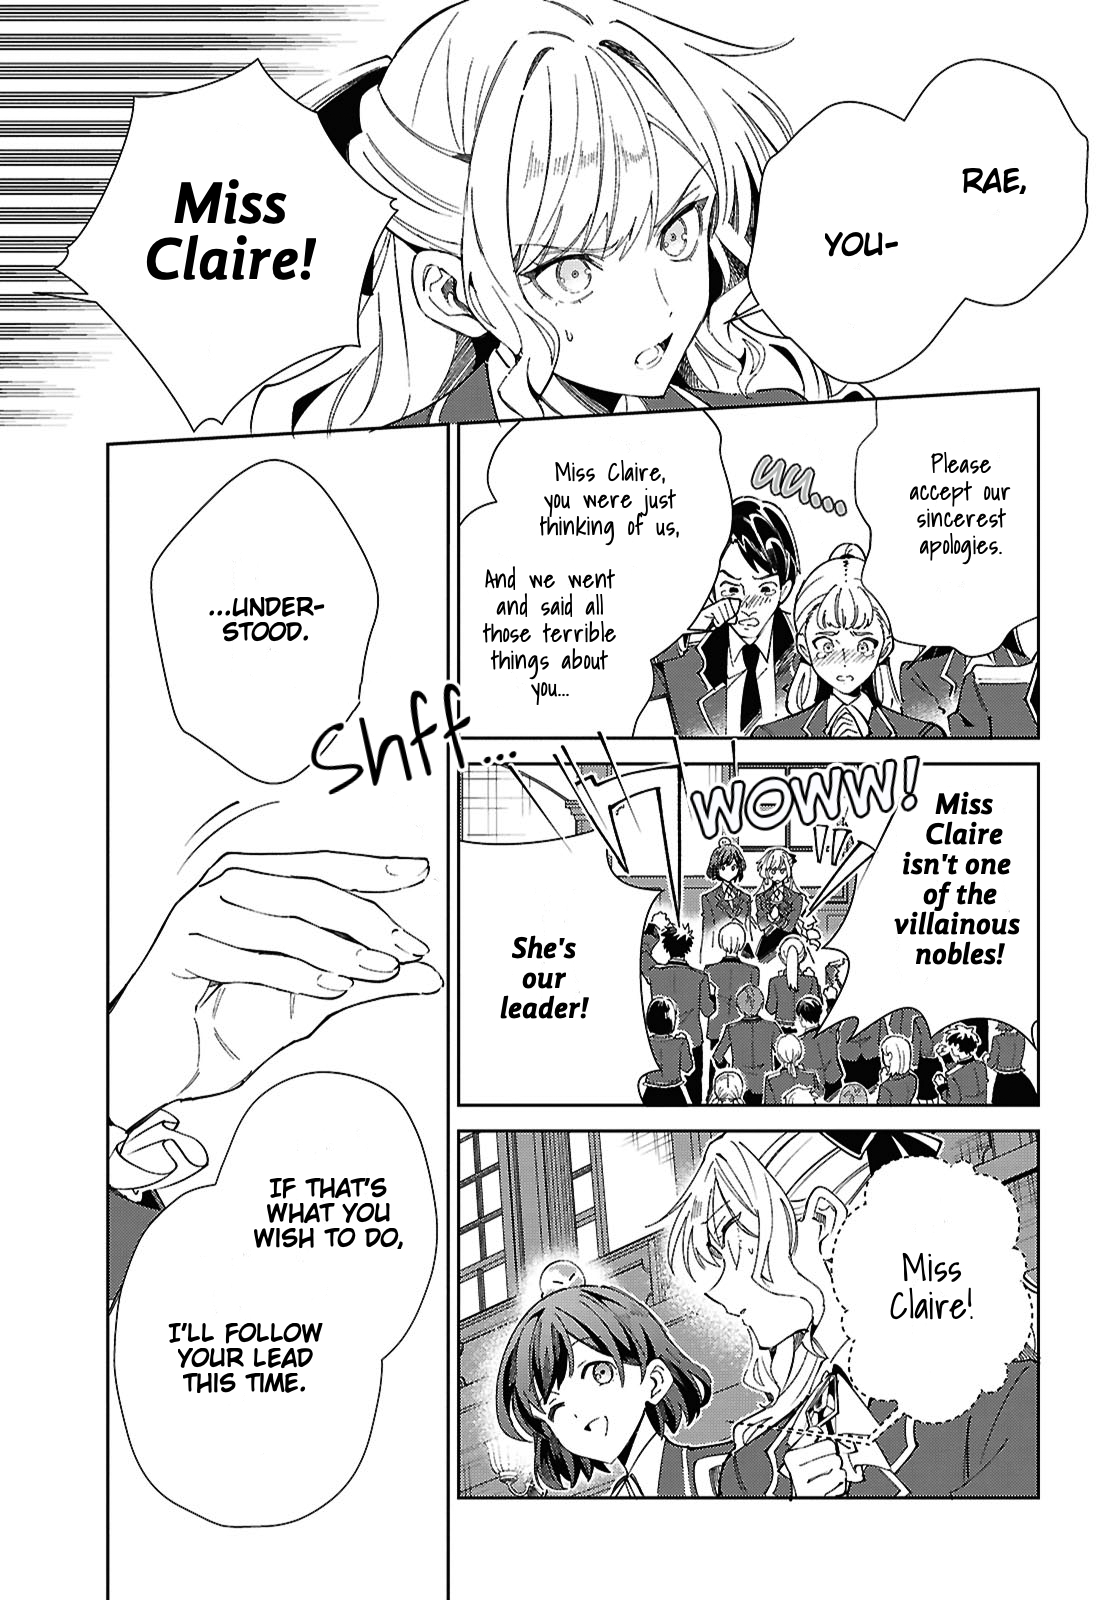 RAE,
YOU-
Miss
Claire!
Please
accept our
sincerest
apologies.
UU...
Miss Claire,
you were just
thinking of us,
And we went
and said all
those terrible
things about
you...
WOWW!
Miss
Claire
isn't one
of the
villainous
nobles!
She's
our
leader!
Miss
Claire!
...UNDER-
STOOD.
Shff...
IF THAT'S
WHAT YOU
WISH TO DO,
I'LL FOLLOW
YOUR LEAD
THIS TIME.